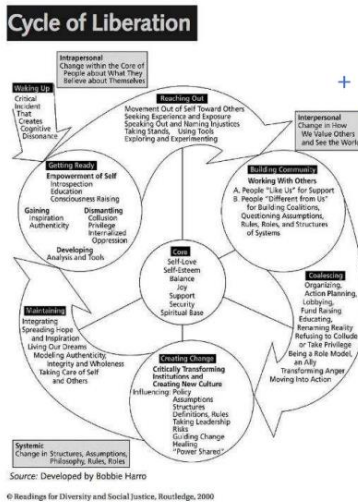 Cycle of Liberation
Intrapersonal
Change within the Core of
People about What They
Believe about Themselves
Waking Up
Critical
Incident
That
Creates
Cognitive
Dissonance
Reaching Out
Movement Out of Self Toward Others
Seeking Experience and Exposure
Speaking Out and Naming Injustices
Taking Stands, Using Tools
Exploring and Experimenting
Interpersonal
Change in How
We Value Others
and See the World
Getting Ready
Empowerment of Self
Introspection
Education
Consciousness Raising
Gaining
Inspiration
Authenticity
Dismantling
Collusion
Privilege
Internalized
Oppression
Developing
Analysis and Tools
Building Community
Working With Others
A. People "Like Us" for Support
B. People "Different from Us"
for Building Coalitions,
Questioning Assumptions,
Rules, Roles, and Structures
of Systems
Core
Self-Love
Self-Esteem
Balance
Joy
Support
Security
Spiritual Base
Coalescing
Organizing,
Action Planning,
Lobbying,
Fund Raising
Educating,
Renaming Reality
Refusing to Collude
or Take Privilege
Being a Role Model,
an Ally
Transforming Anger
Moving Into Action
Maintaining
Integrating
Spreading Hope
and Inspiration
Living Our Dreams
Modeling Authenticity,
Integrity and Wholeness
Taking Care of Self
and Others
Creating Change
Critically Transforming
Institutions and
Creating New Culture
Influencing: Policy
Assumptions
Structures
Definitions, Rules
Taking Leadership
Risks
Guiding Change
Healing
"Power Shared"
Systemic
Change in Structures, Assumptions,
Philosophy, Rules, Roles
Source: Developed by Bobbie Harro
© Readings for Diversity and Social Justice, Routledge, 2000